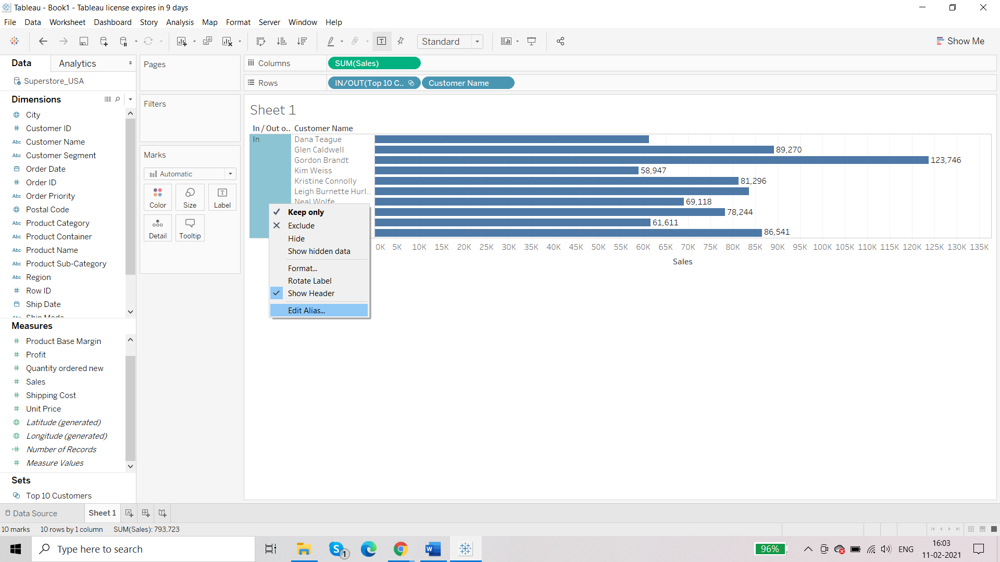 Tableau - Book1 - Tableau license expires in 9 days
File Data Worksheet Dashboard Story Analysis Map Format Server Window Help
Standard
Show Me
Data
Analytics
Superstore_USA
Dimensions
City
Customer ID
Abc Customer Name
Abc Customer Segment
Order Date
Order ID
Abc Order Priority
Postal Code
Abc Product Category
Abc Product Container
Abc Product Name
Abc Product Sub-Category
Abc Region
Row ID
Ship Date
Abc Ship Mode
Measures
Product Base Margin
Profit
Quantity ordered new
Sales
Shipping Cost
Unit Price
Latitude (generated)
Longitude (generated)
Number of Records
Measure Values
Sets
Top 10 Customers
Pages
Filters
Marks
Automatic
Color
Size
Label
Detail
Tooltip
Columns
SUM(Sales)
Rows
IN/OUT(Top 10 C..
Customer Name
Sheet 1
In / Out o.. Customer Name
In
Dana Teague
Glen Caldwell 89,270
Gordon Brandt 123,746
Kim Weiss 58,947
Kristine Connolly 81,296
Leigh Burnette Hurl..
Neal Wolfe 69,118
78,244
61,611
86,541
0K 5K 10K 15K 20K 25K 30K 35K 40K 45K 50K 55K 60K 65K 70K 75K 80K 85K 90K 95K 100K 105K 110K 115K 120K 125K 130K 135K
Sales
Keep only
Exclude
Hide
Show hidden data
Format...
Rotate Label
Show Header
Edit Alias...
Data Source
Sheet 1
10 marks 10 rows by 1 column SUM(Sales): 793,723
Type here to search
1
96%
ENG
16:03
11-02-2021